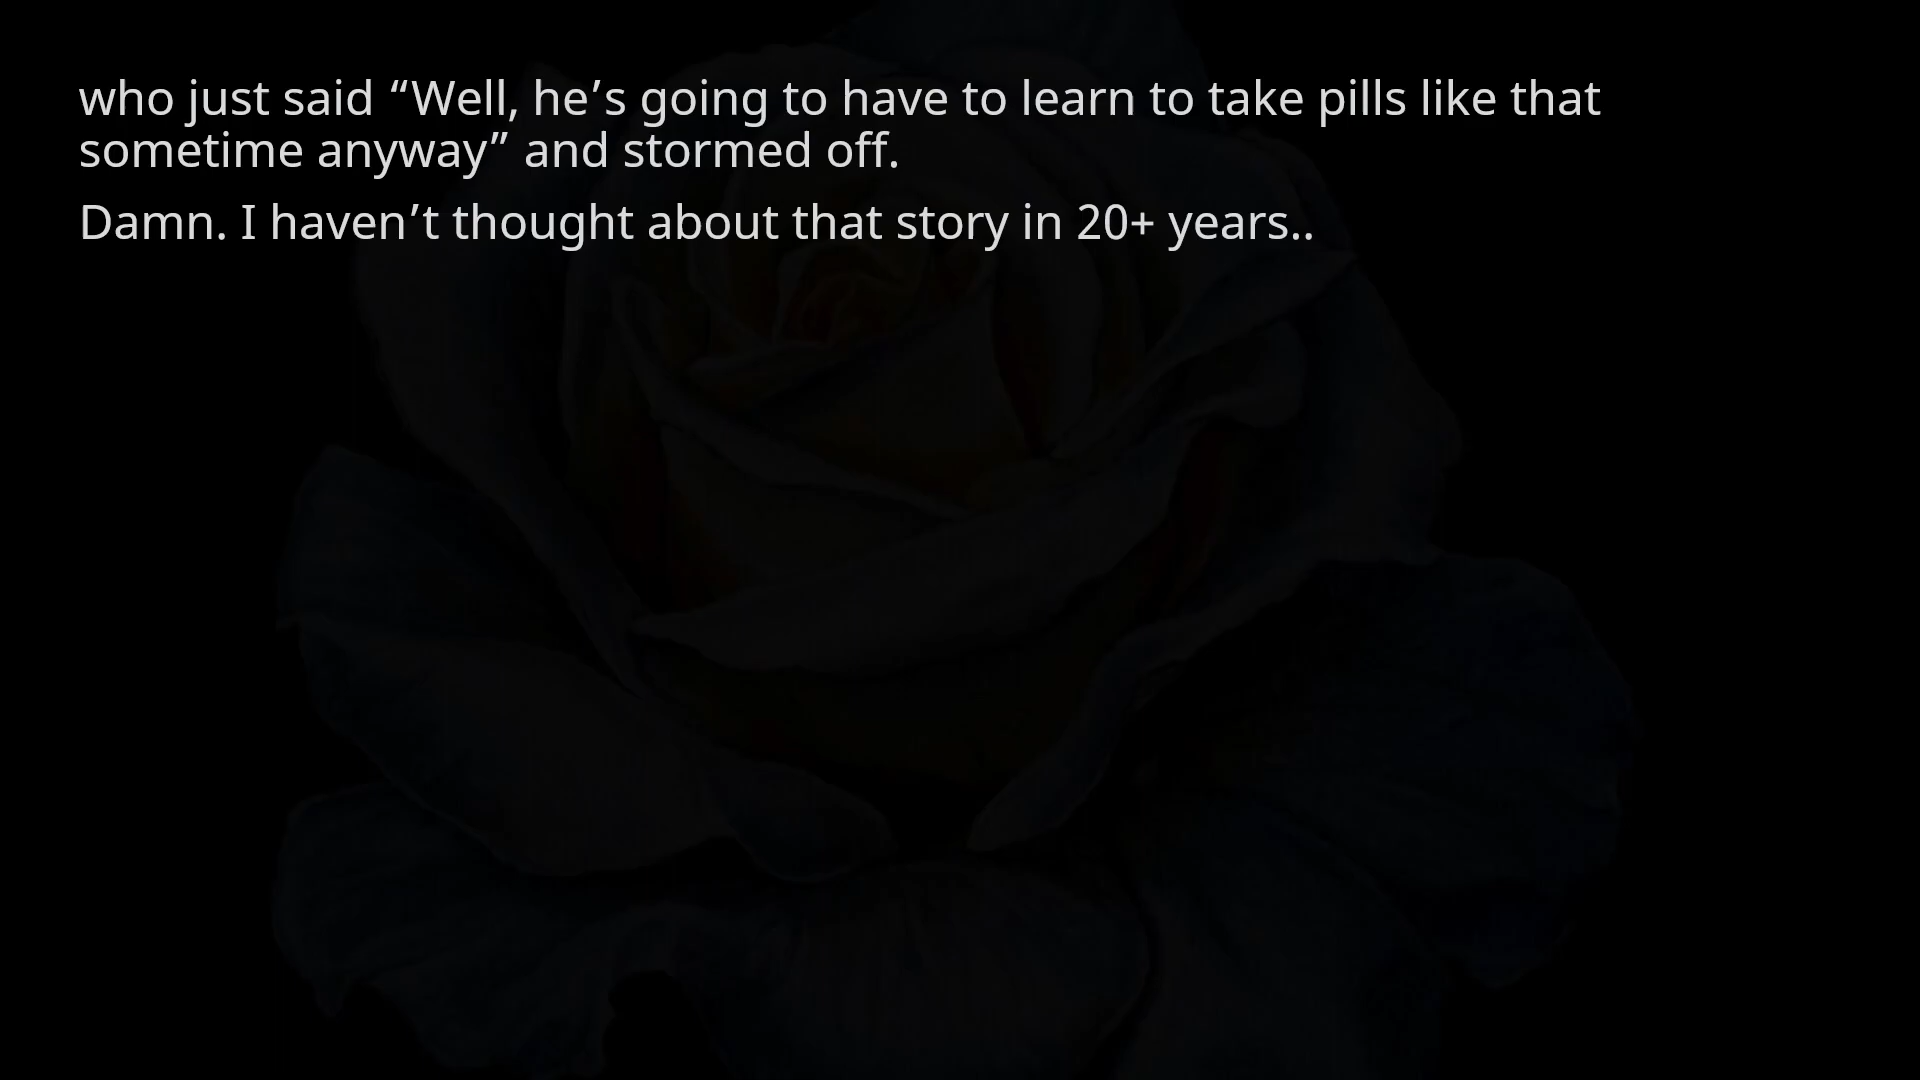 who just said “Well, he’s going to have to learn to take pills like that
sometime anyway” and stormed off.
Damn. I haven’t thought about that story in 20+ years..